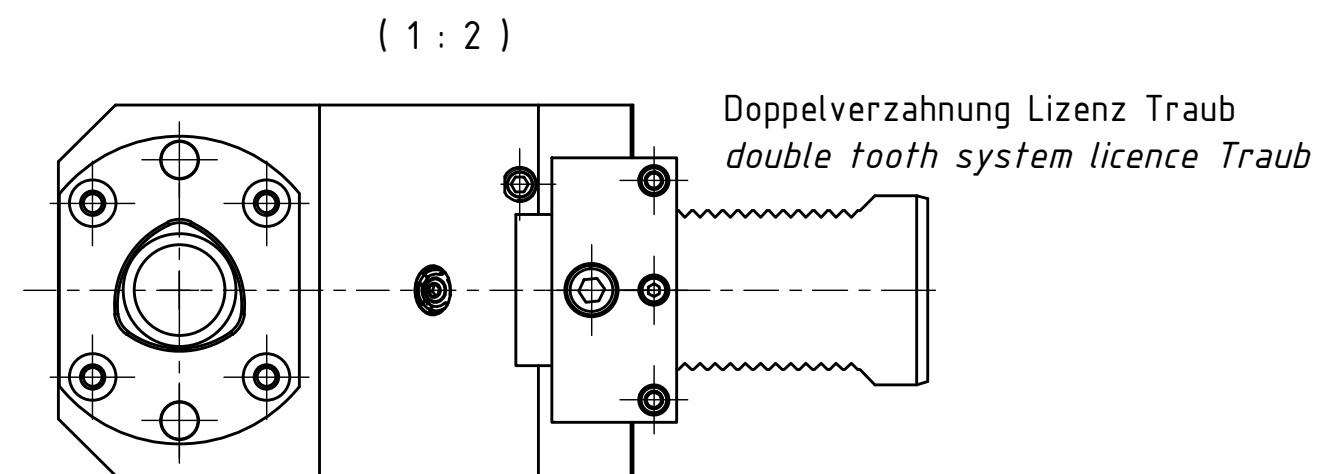 ( 1 : 2 )
Doppelverzahnung Lizenz Traub
double tooth system licence Traub